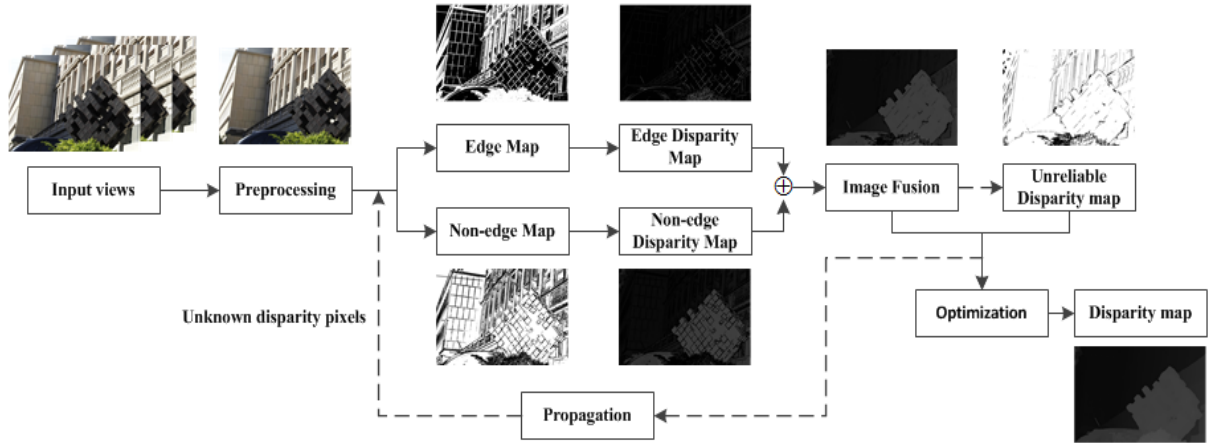 Input views
Preprocessing
Edge Map
Edge Disparity
Map
Non-edge Map
Non-edge
Disparity Map
Image Fusion
Unreliable
Disparity map
Unknown disparity pixels
Optimization
Disparity map
Propagation